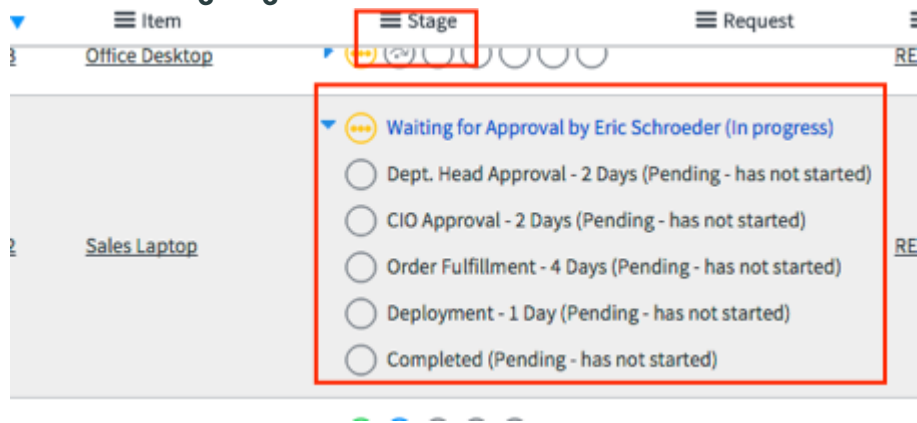 Item Stage Request
Office Desktop
Waiting for Approval by Eric Schroeder (In progress)
Dept. Head Approval - 2 Days (Pending - has not started)
CIO Approval - 2 Days (Pending - has not started)
2 Sales Laptop RE
Order Fulfillment - 4 Days (Pending - has not started)
Deployment - 1 Day (Pending - has not started)
Completed (Pending - has not started)